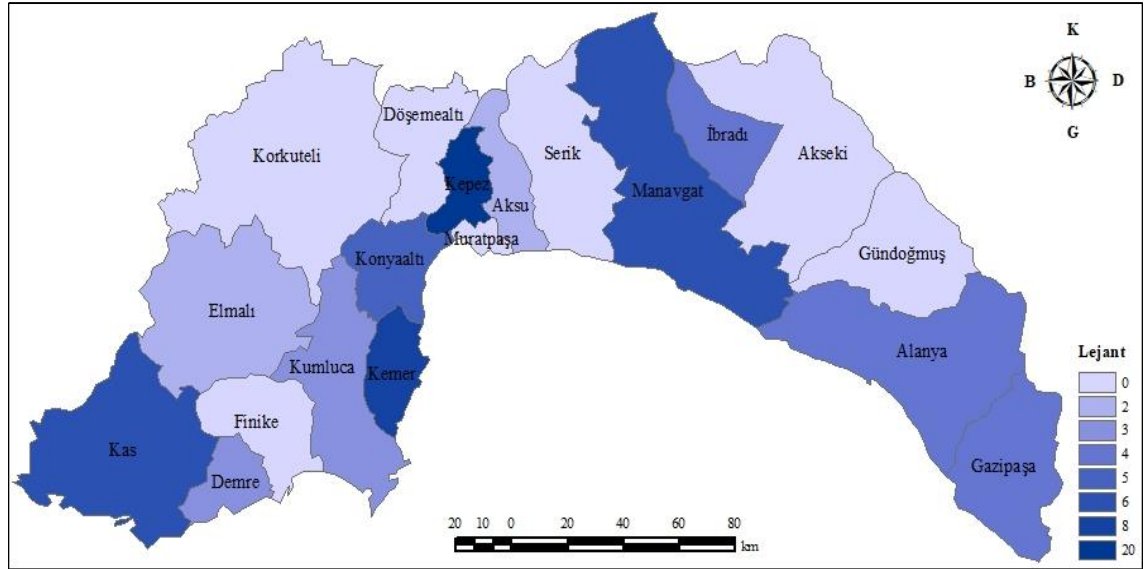 K
B D
G
Döşemealtı
Korkuteli
Serik
İbradı
Akseki
Kepez
Manavgat
Aksu
Muratpaşa
Konyaaltı
Gündoğmuş
Elmalı
Alanya
Kumluca
Kemer
Finike
Kas
Demre
Gazipaşa
Lejant
0
2
3
4
5
6
8
20
20 10 0 20 40 60 80
km